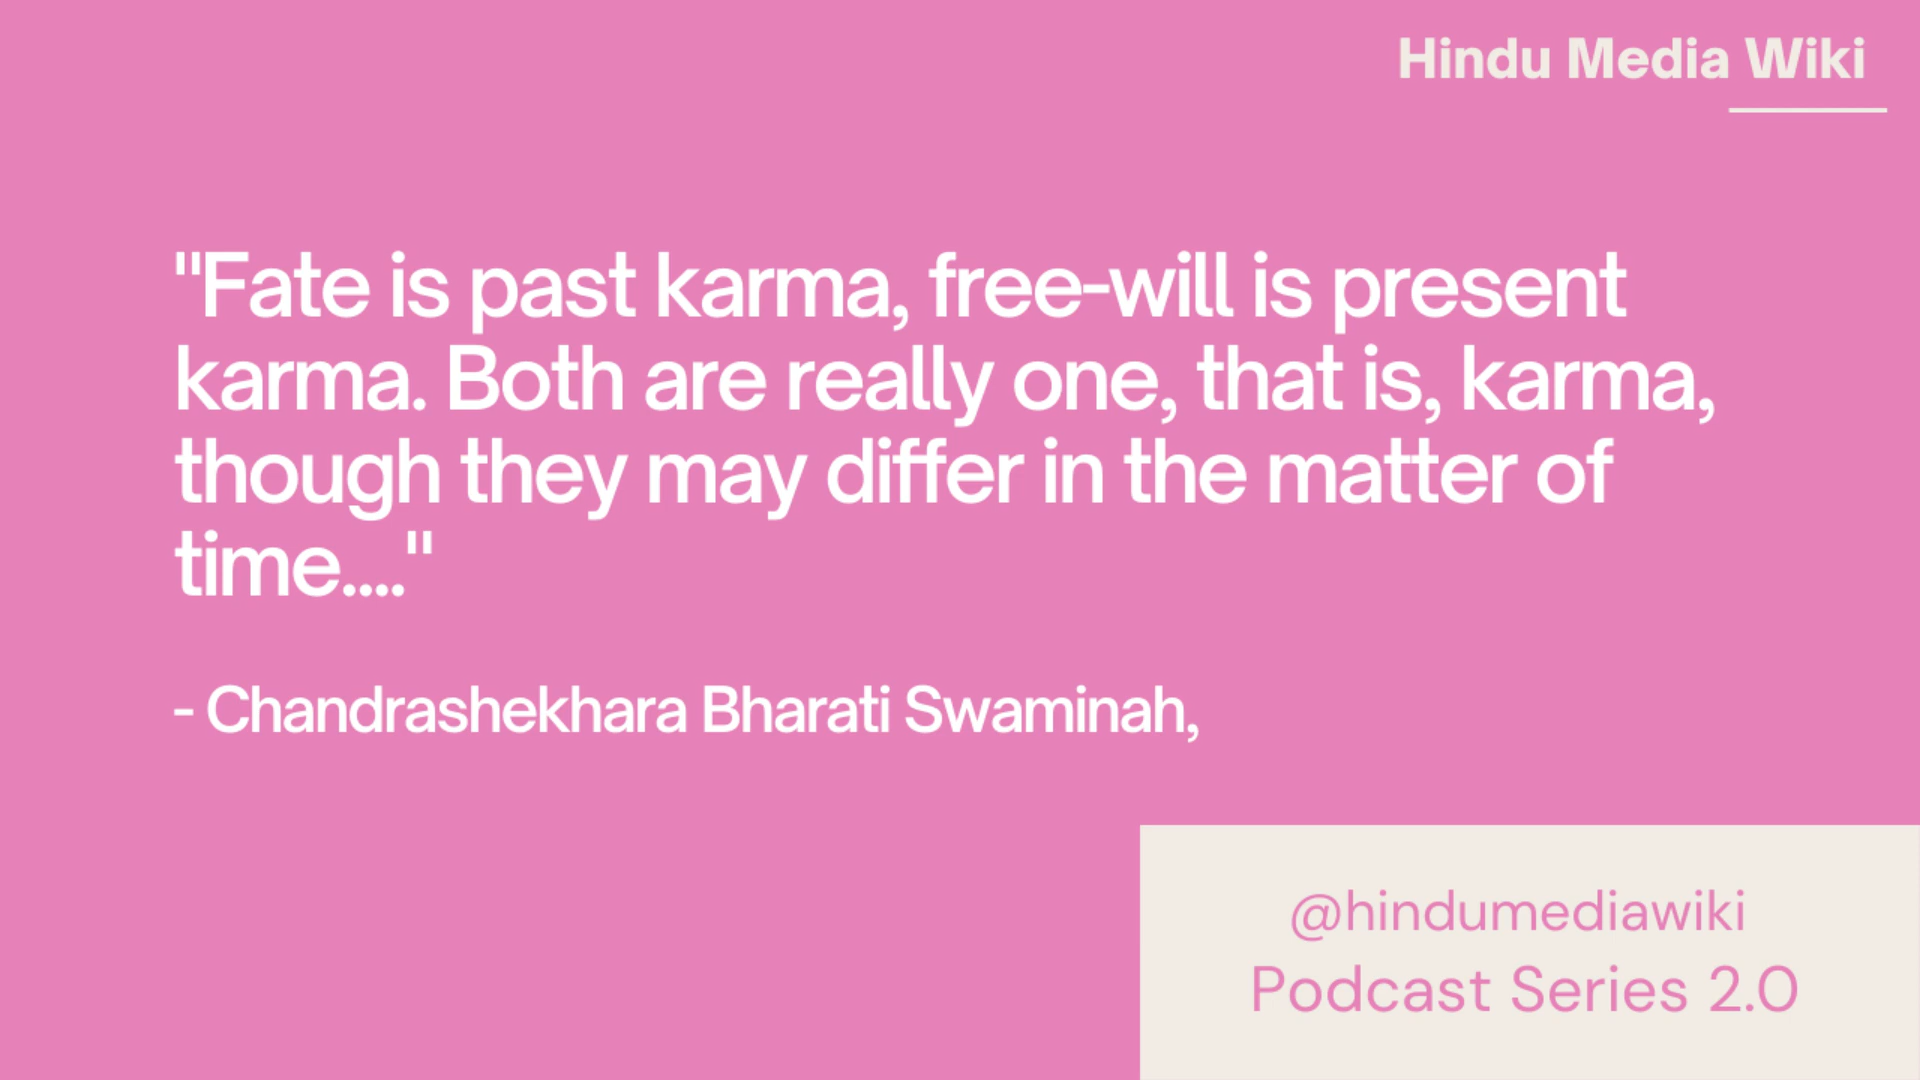 Hindu Media Wiki
"Fate is past karma, free-will is present
karma. Both are really one, that is, karma,
though they may differ in the matter of
time...."
- Chandrashekhara Bharati Swaminah,
@hindumediawiki
Podcast Series 2.0